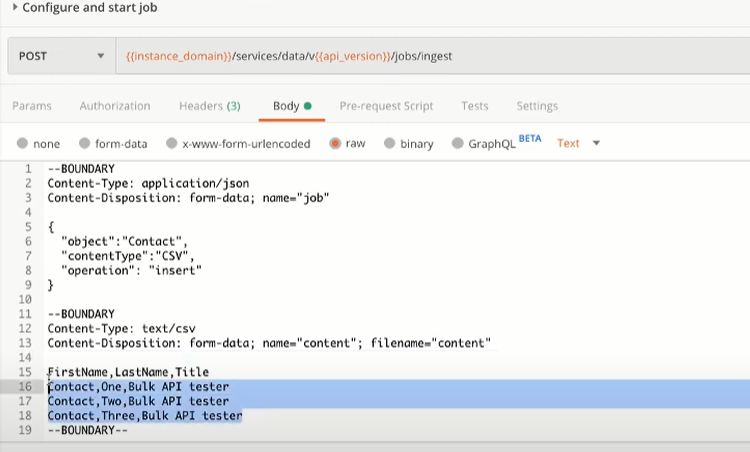 Configure and start job
POST {{instance_domain}}/services/data/v{{api_version}}/jobs/ingest
Params Authorization Headers (3) Body Pre-request Script Tests Settings
none form-data x-www-form-urlencoded raw binary GraphQL BETA Text
1 --BOUNDARY
2 Content-Type: application/json
3 Content-Disposition: form-data; name="job"
4
5 {
6 "object":"Contact",
7 "contentType":"CSV",
8 "operation": "insert"
9 }
10
11 --BOUNDARY
12 Content-Type: text/csv
13 Content-Disposition: form-data; name="content"; filename="content"
14
15 FirstName,LastName,Title
16 Contact,One,Bulk API tester
17 Contact,Two,Bulk API tester
18 Contact,Three,Bulk API tester
19 --BOUNDARY--